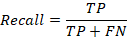 Recall = TP / (TP + FN)